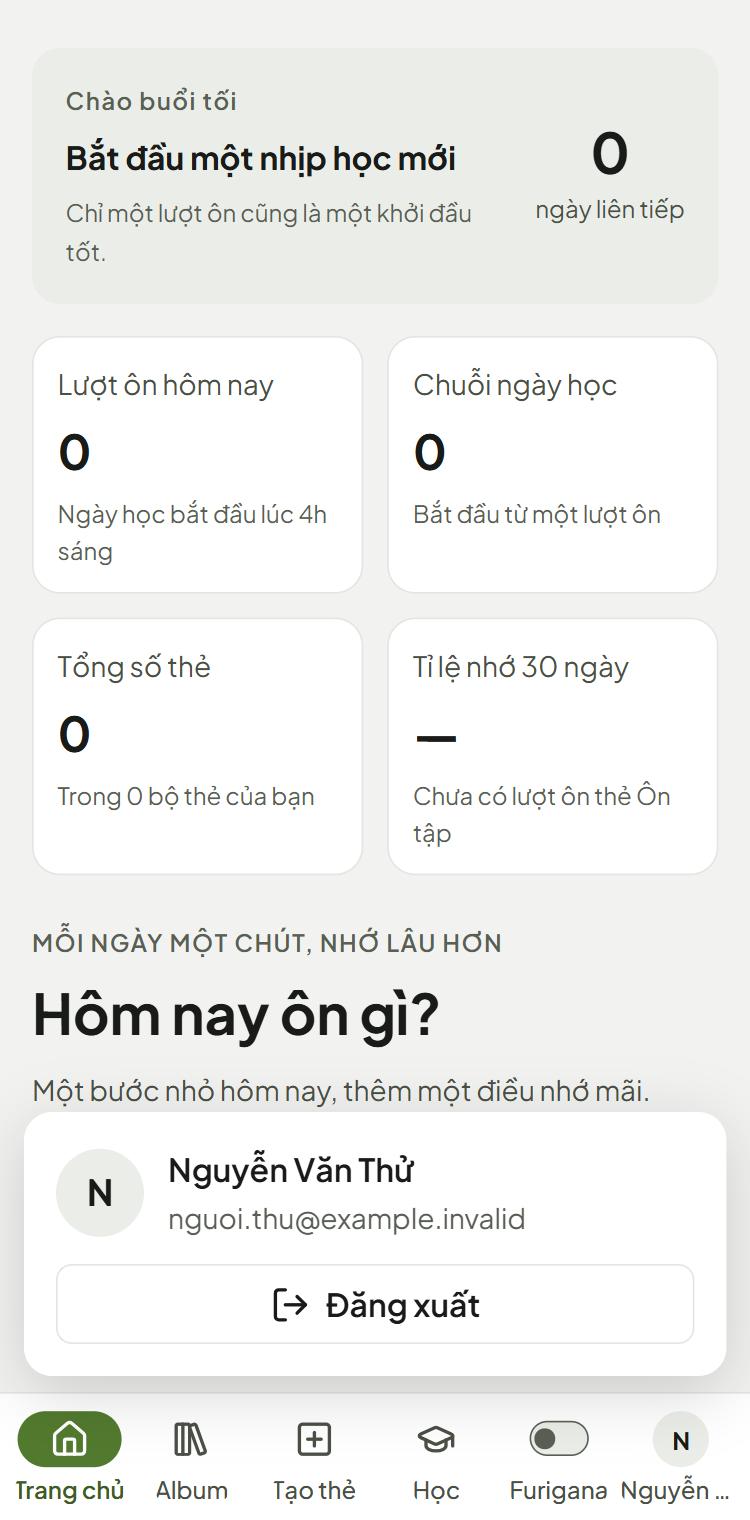 Chào buổi tối
Bắt đầu một nhịp học mới
Chỉ một lượt ôn cũng là một khởi đầu
tốt.
0
ngày liên tiếp
Lượt ôn hôm nay
0
Ngày học bắt đầu lúc 4h
sáng
Chuỗi ngày học
0
Bắt đầu từ một lượt ôn
Tổng số thẻ
0
Trong 0 bộ thẻ của bạn
Tỉ lệ nhớ 30 ngày
—
Chưa có lượt ôn thẻ Ôn
tập
MỖI NGÀY MỘT CHÚT, NHỚ LÂU HƠN
Hôm nay ôn gì?
Một bước nhỏ hôm nay, thêm một điều nhớ mãi.
N
Nguyễn Văn Thử
nguoi.thu@example.invalid
Đăng xuất
Trang chủ
Album
Tạo thẻ
Học
Furigana
N
Nguyễn ...